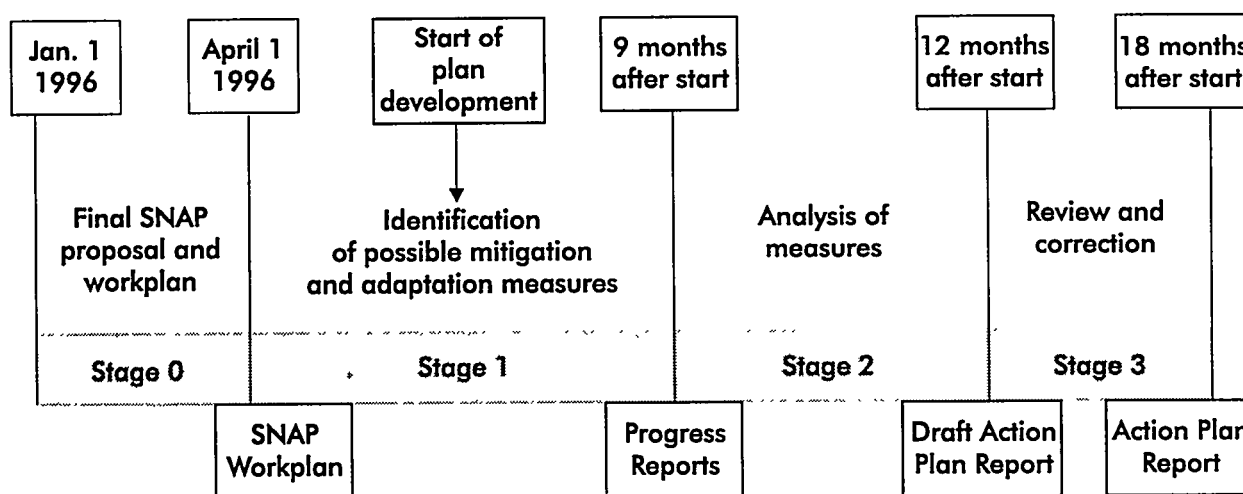 Jan. 1
1996
April 1
1996
Start of
plan
development
9 months
after start
12 months
after start
18 months
after start
Final SNAP
proposal and
workplan
Identification
of possible mitigation
and adaptation measures
Analysis of
measures
Review and
correction
Stage 0
Stage 1
Stage 2
Stage 3
SNAP
Workplan
Progress
Reports
Draft Action
Plan Report
Action Plan
Report